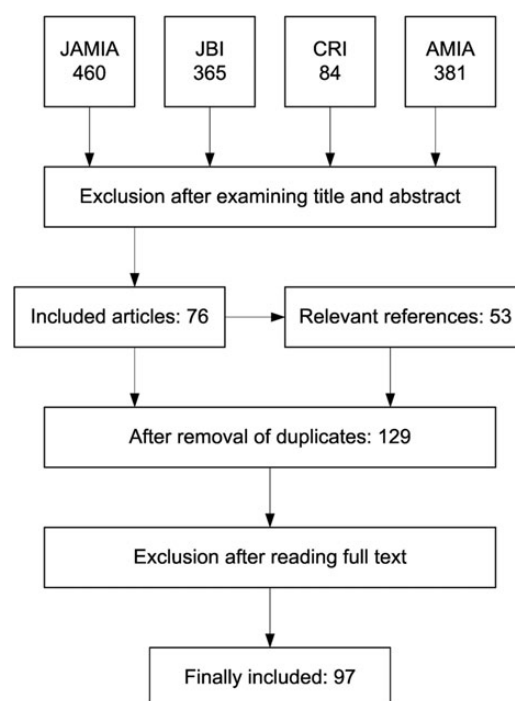 JAMIA
460
JBI
365
CRI
84
AMIA
381
Exclusion after examining title and abstract
Included articles: 76
Relevant references: 53
After removal of duplicates: 129
Exclusion after reading full text
Finally included: 97